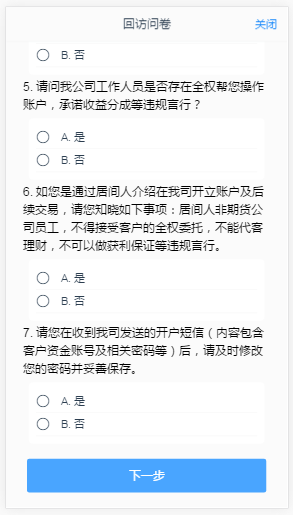 回访问卷
关闭
B. 否
5. 请问我公司工作人员是否存在全权帮您操作
账户，承诺收益分成等违规言行？
A. 是
B. 否
6. 如您是通过居间人介绍在我司开立账户及后
续交易，请您知晓如下事项：居间人非期货公
司员工，不得接受客户的全权委托，不能代客
理财，不可以做获利保证等违规言行。
A. 是
B. 否
7. 请您在收到我司发送的开户短信（内容包含
客户资金账号及相关密码等）后，请及时修改
您的密码并妥善保存。
A. 是
B. 否
下一步